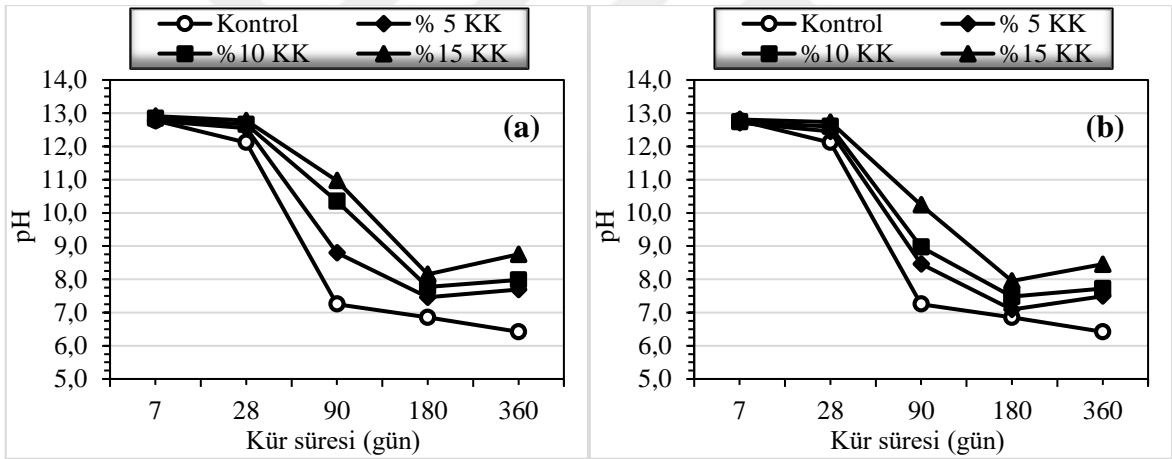 Kontrol % 5 KK
%10 KK %15 KK
(a)
14,0
13,0
12,0
11,0
10,0
9,0
8,0
7,0
6,0
5,0
pH
7 28 90 180 360
Kür süresi (gün)
Kontrol % 5 KK
%10 KK %15 KK
(b)
14,0
13,0
12,0
11,0
10,0
9,0
8,0
7,0
6,0
5,0
pH
7 28 90 180 360
Kür süresi (gün)